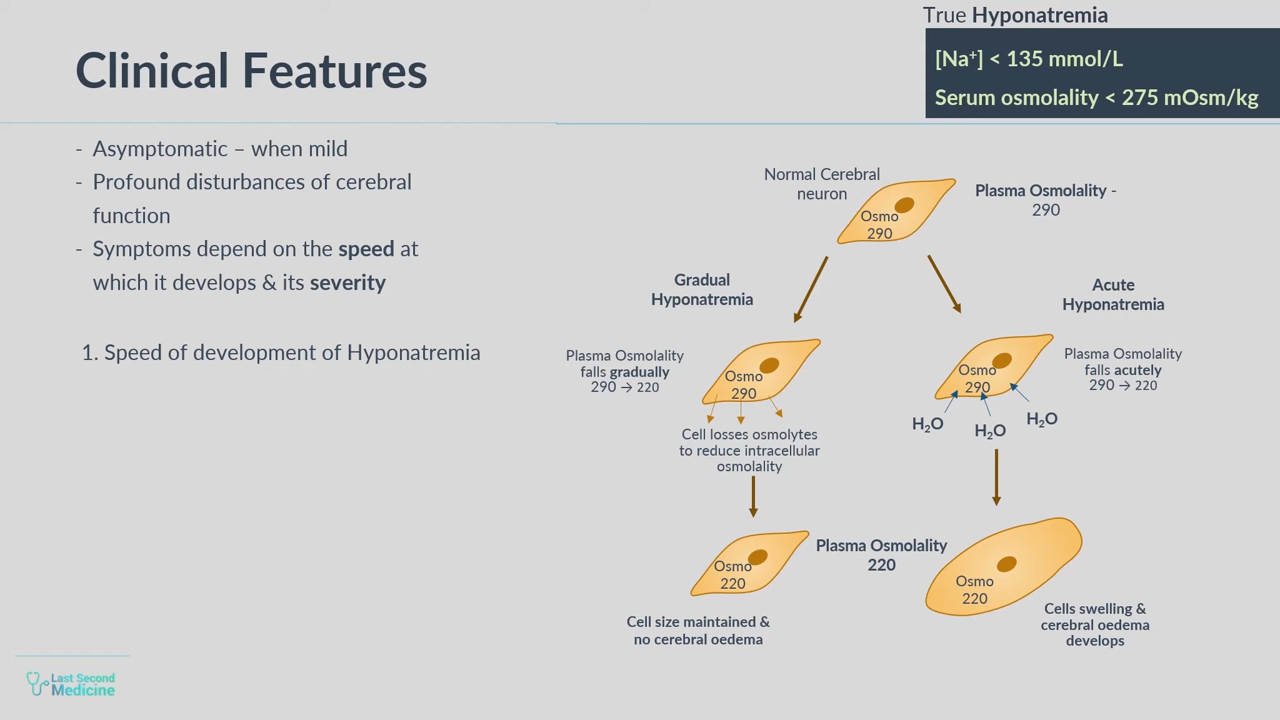 True Hyponatremia
Clinical Features
[Na⁺] < 135 mmol/L
Serum osmolality < 275 mOsm/kg
- Asymptomatic – when mild
- Profound disturbances of cerebral
function
- Symptoms depend on the speed at
which it develops & its severity
1. Speed of development of Hyponatremia
Normal Cerebral
neuron
Osmo
290
Plasma Osmolality -
290
Gradual
Hyponatremia
Acute
Hyponatremia
Plasma Osmolality
falls gradually
290 → 220
Osmo
290
Cell losses osmolytes
to reduce intracellular
osmolality
Osmo
290
Plasma Osmolality
falls acutely
290 → 220
H₂O
H₂O
H₂O
Osmo
220
Plasma Osmolality
220
Osmo
220
Cell size maintained &
no cerebral oedema
Cells swelling &
cerebral oedema
develops
Last Second
Medicine